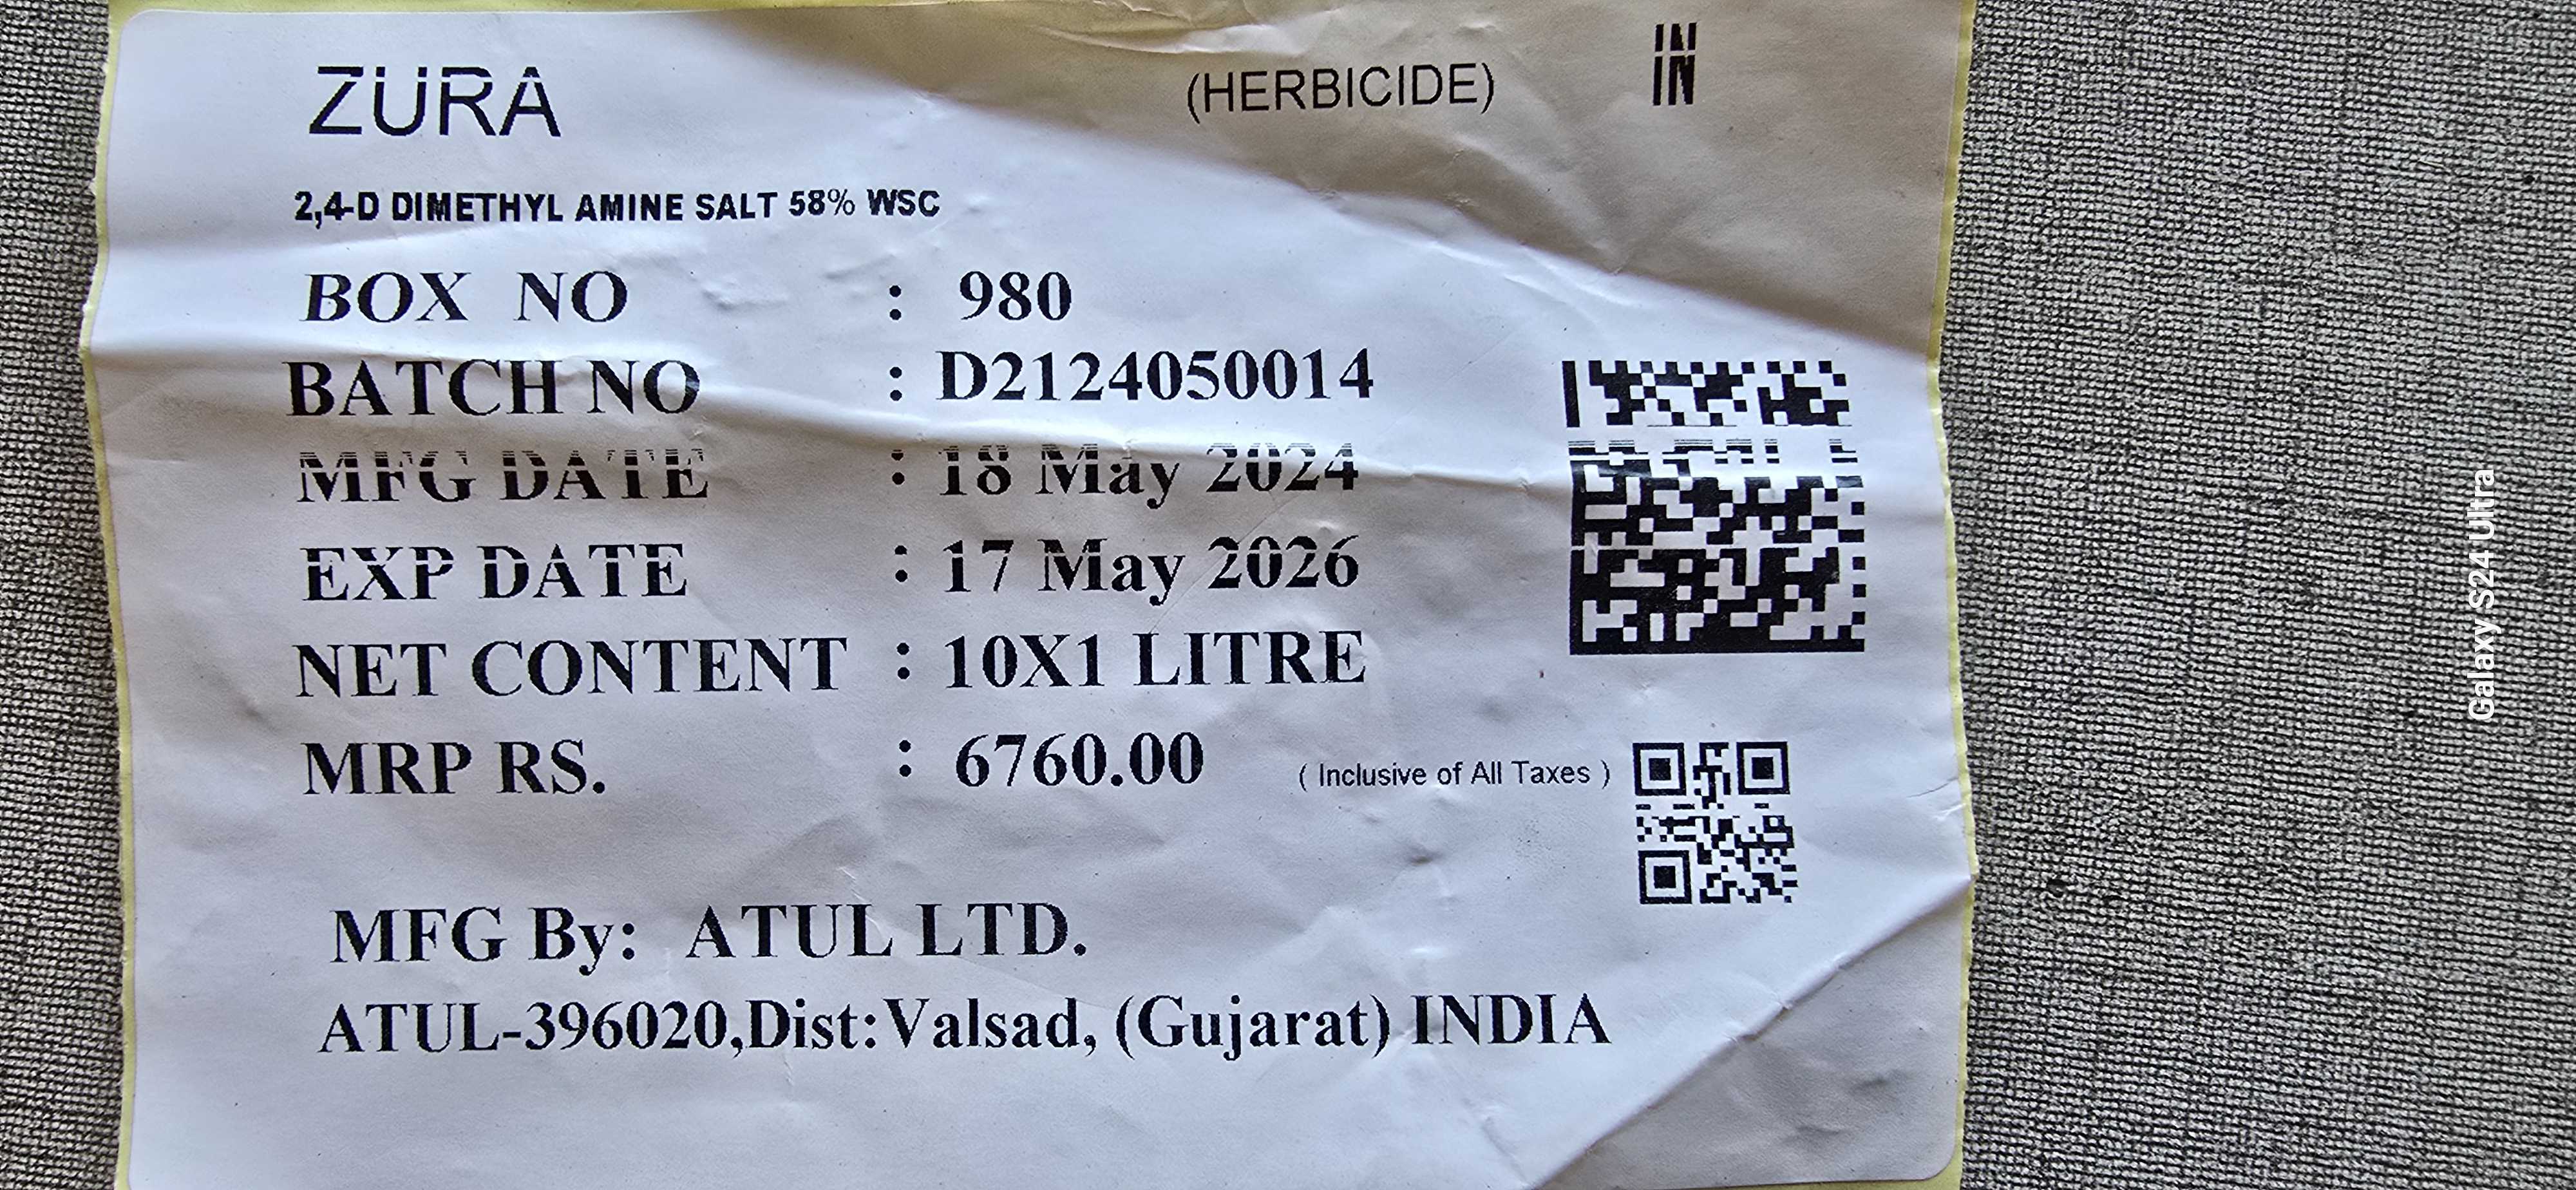 ZURA (HERBICIDE) IN
2,4-D DIMETHYL AMINE SALT 58% WSC
BOX NO : 980
BATCH NO : D2124050014
MFG DATE : 18 May 2024
EXP DATE : 17 May 2026
NET CONTENT : 10X1 LITRE
MRP RS. : 6760.00 ( Inclusive of All Taxes )
MFG By: ATUL LTD.
ATUL-396020,Dist:Valsad, (Gujarat) INDIA
Galaxy S24 Ultra